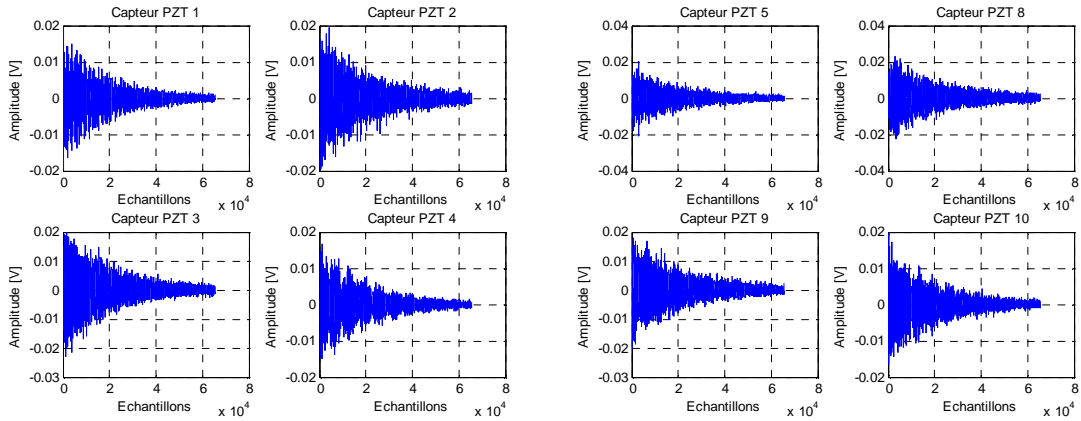 Capteur PZT 1
0.02
0.01
0
-0.01
-0.02
Amplitude [V]
0 2 4 6 8
Echantillons
x 10^4
Capteur PZT 2
0.02
0.01
0
-0.01
-0.02
Amplitude [V]
0 2 4 6 8
Echantillons
x 10^4
Capteur PZT 5
0.04
0.02
0
-0.02
-0.04
Amplitude [V]
0 2 4 6 8
Echantillons
x 10^4
Capteur PZT 8
0.04
0.02
0
-0.02
-0.04
Amplitude [V]
0 2 4 6 8
Echantillons
x 10^4
Capteur PZT 3
0.02
0.01
0
-0.01
-0.02
-0.03
Amplitude [V]
0 2 4 6 8
Echantillons
x 10^4
Capteur PZT 4
0.02
0.01
0
-0.01
-0.02
Amplitude [V]
0 2 4 6 8
Echantillons
x 10^4
Capteur PZT 9
0.02
0.01
0
-0.01
-0.02
-0.03
Amplitude [V]
0 2 4 6 8
Echantillons
x 10^4
Capteur PZT 10
0.02
0.01
0
-0.01
-0.02
Amplitude [V]
0 2 4 6 8
Echantillons
x 10^4